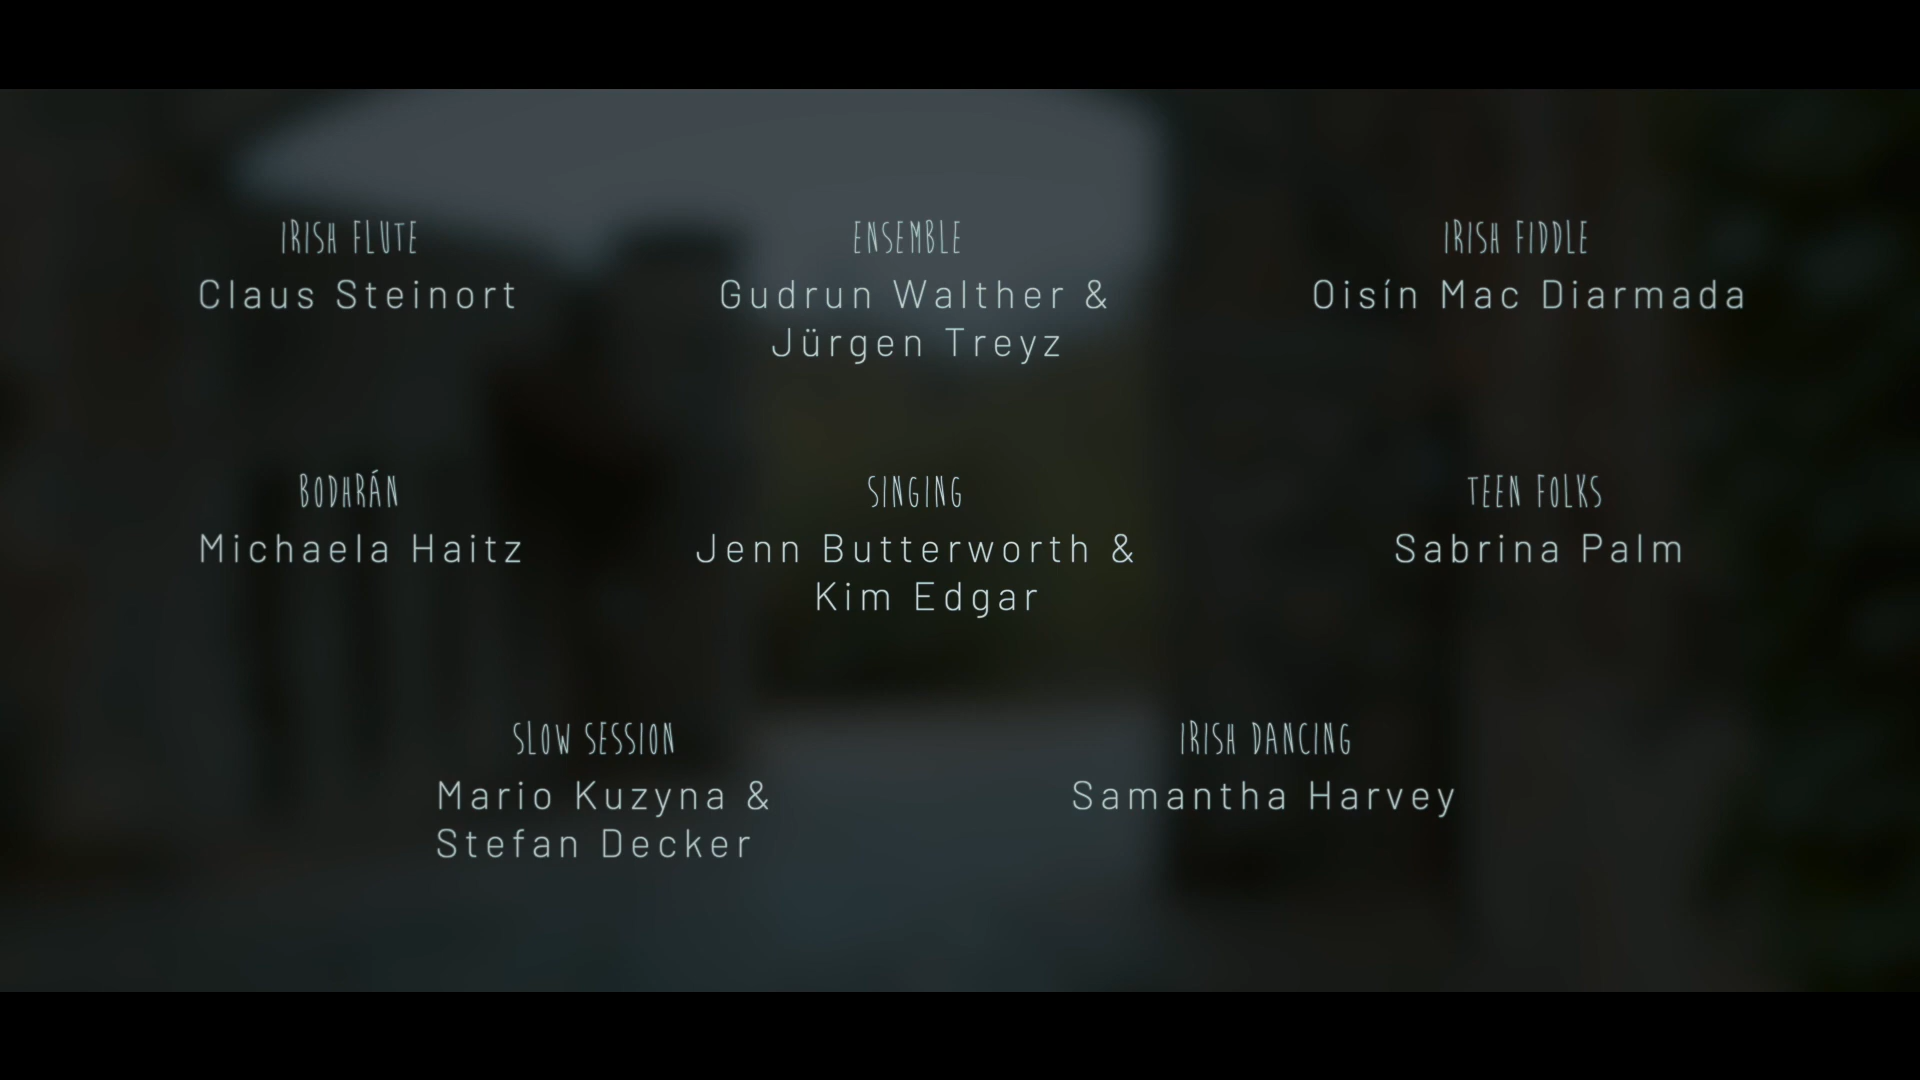 IRISH FLUTE
Claus Steinort
ENSEMBLE
Gudrun Walther &
Jürgen Treyz
IRISH FIDDLE
Oisín Mac Diarmada
BODHRÁN
Michaela Haitz
SINGING
Jenn Butterworth &
Kim Edgar
TEEN FOLKS
Sabrina Palm
SLOW SESSION
Mario Kuzyna &
Stefan Decker
IRISH DANCING
Samantha Harvey